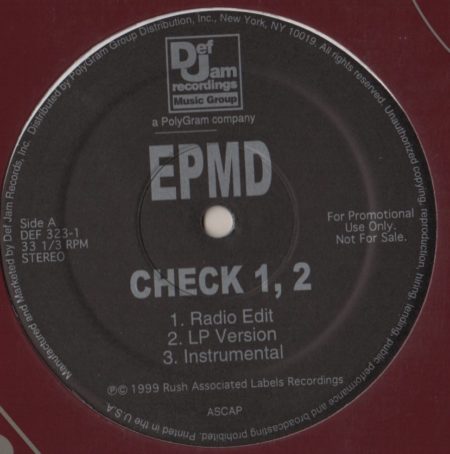 Manufactured and Marketed by Def Jam Records, Inc. Distributed by PolyGram Group Distribution, Inc., New York, NY 10019. All rights reserved. Unauthorized copying, reproduction, hiring, lending, public performance and broadcasting prohibited. Printed in the U.S.A
Def
Jam
recordings
Music Group
a PolyGram company
EPMD
Side A
DEF 323-1
33 1/3 RPM
STEREO
For Promotional
Use Only.
Not For Sale.
CHECK 1, 2
1. Radio Edit
2. LP Version
3. Instrumental
℗© 1999 Rush Associated Labels Recordings
ASCAP